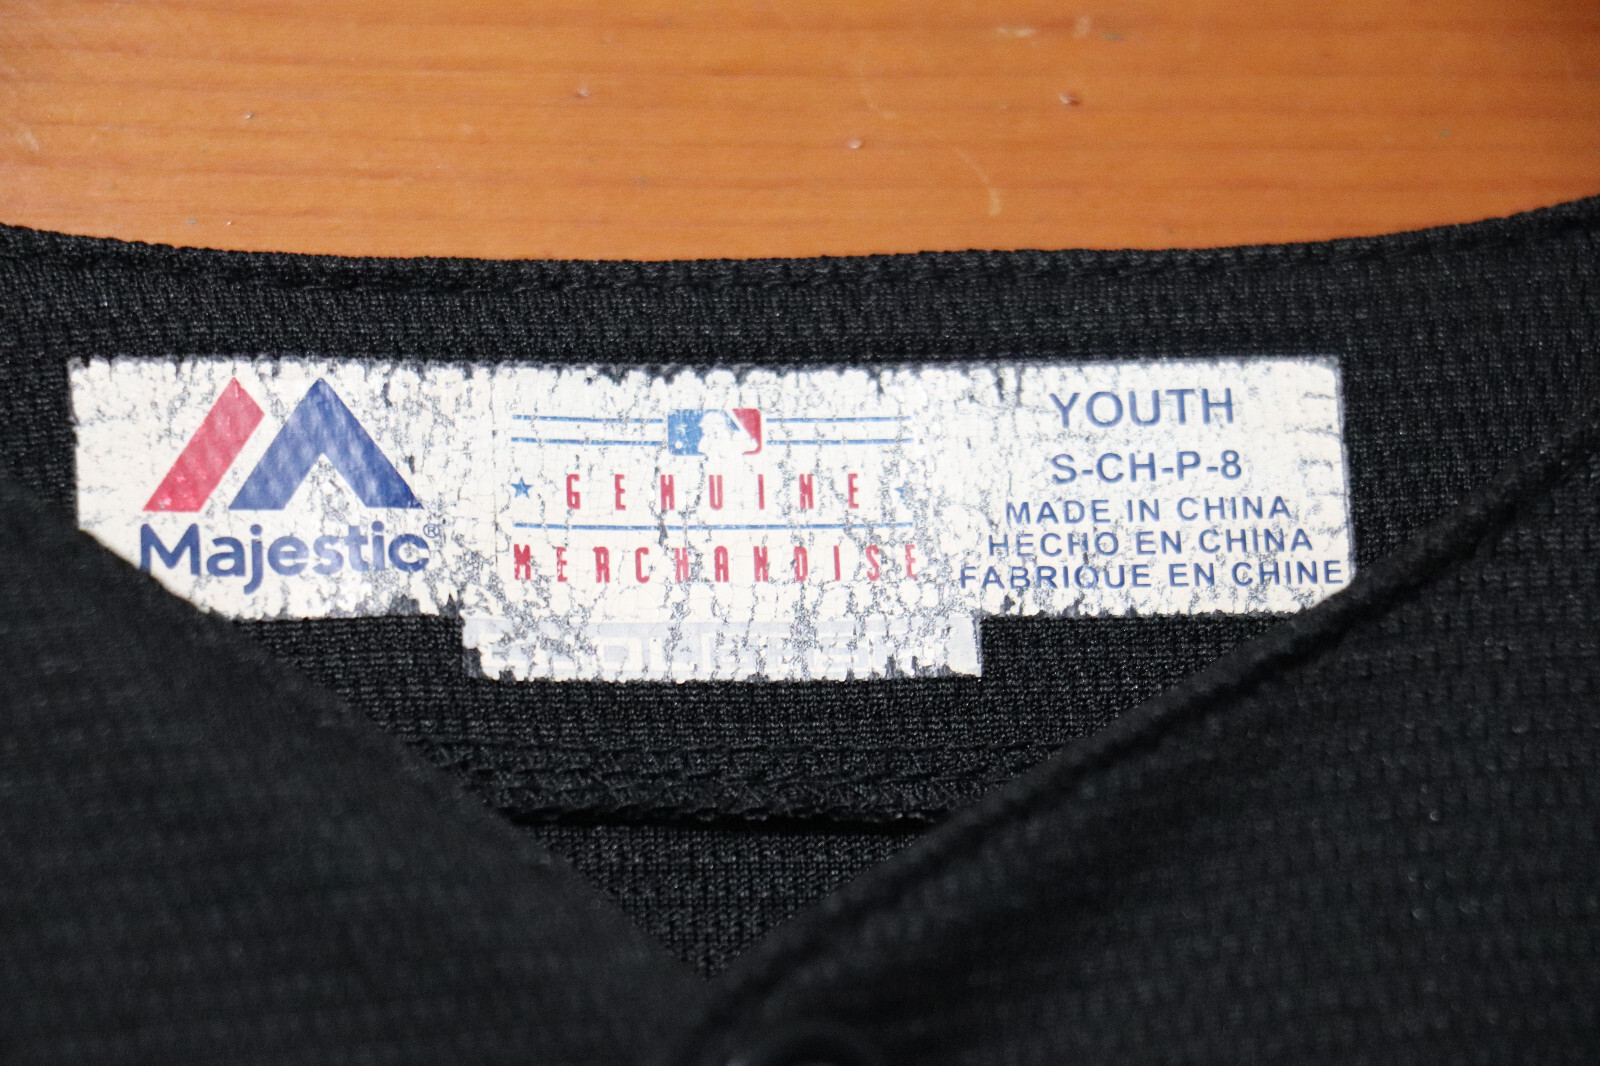 Majestic®
GENUINE
MERCHANDISE
YOUTH
S-CH-P-8
MADE IN CHINA
HECHO EN CHINA
FABRIQUE EN CHINE